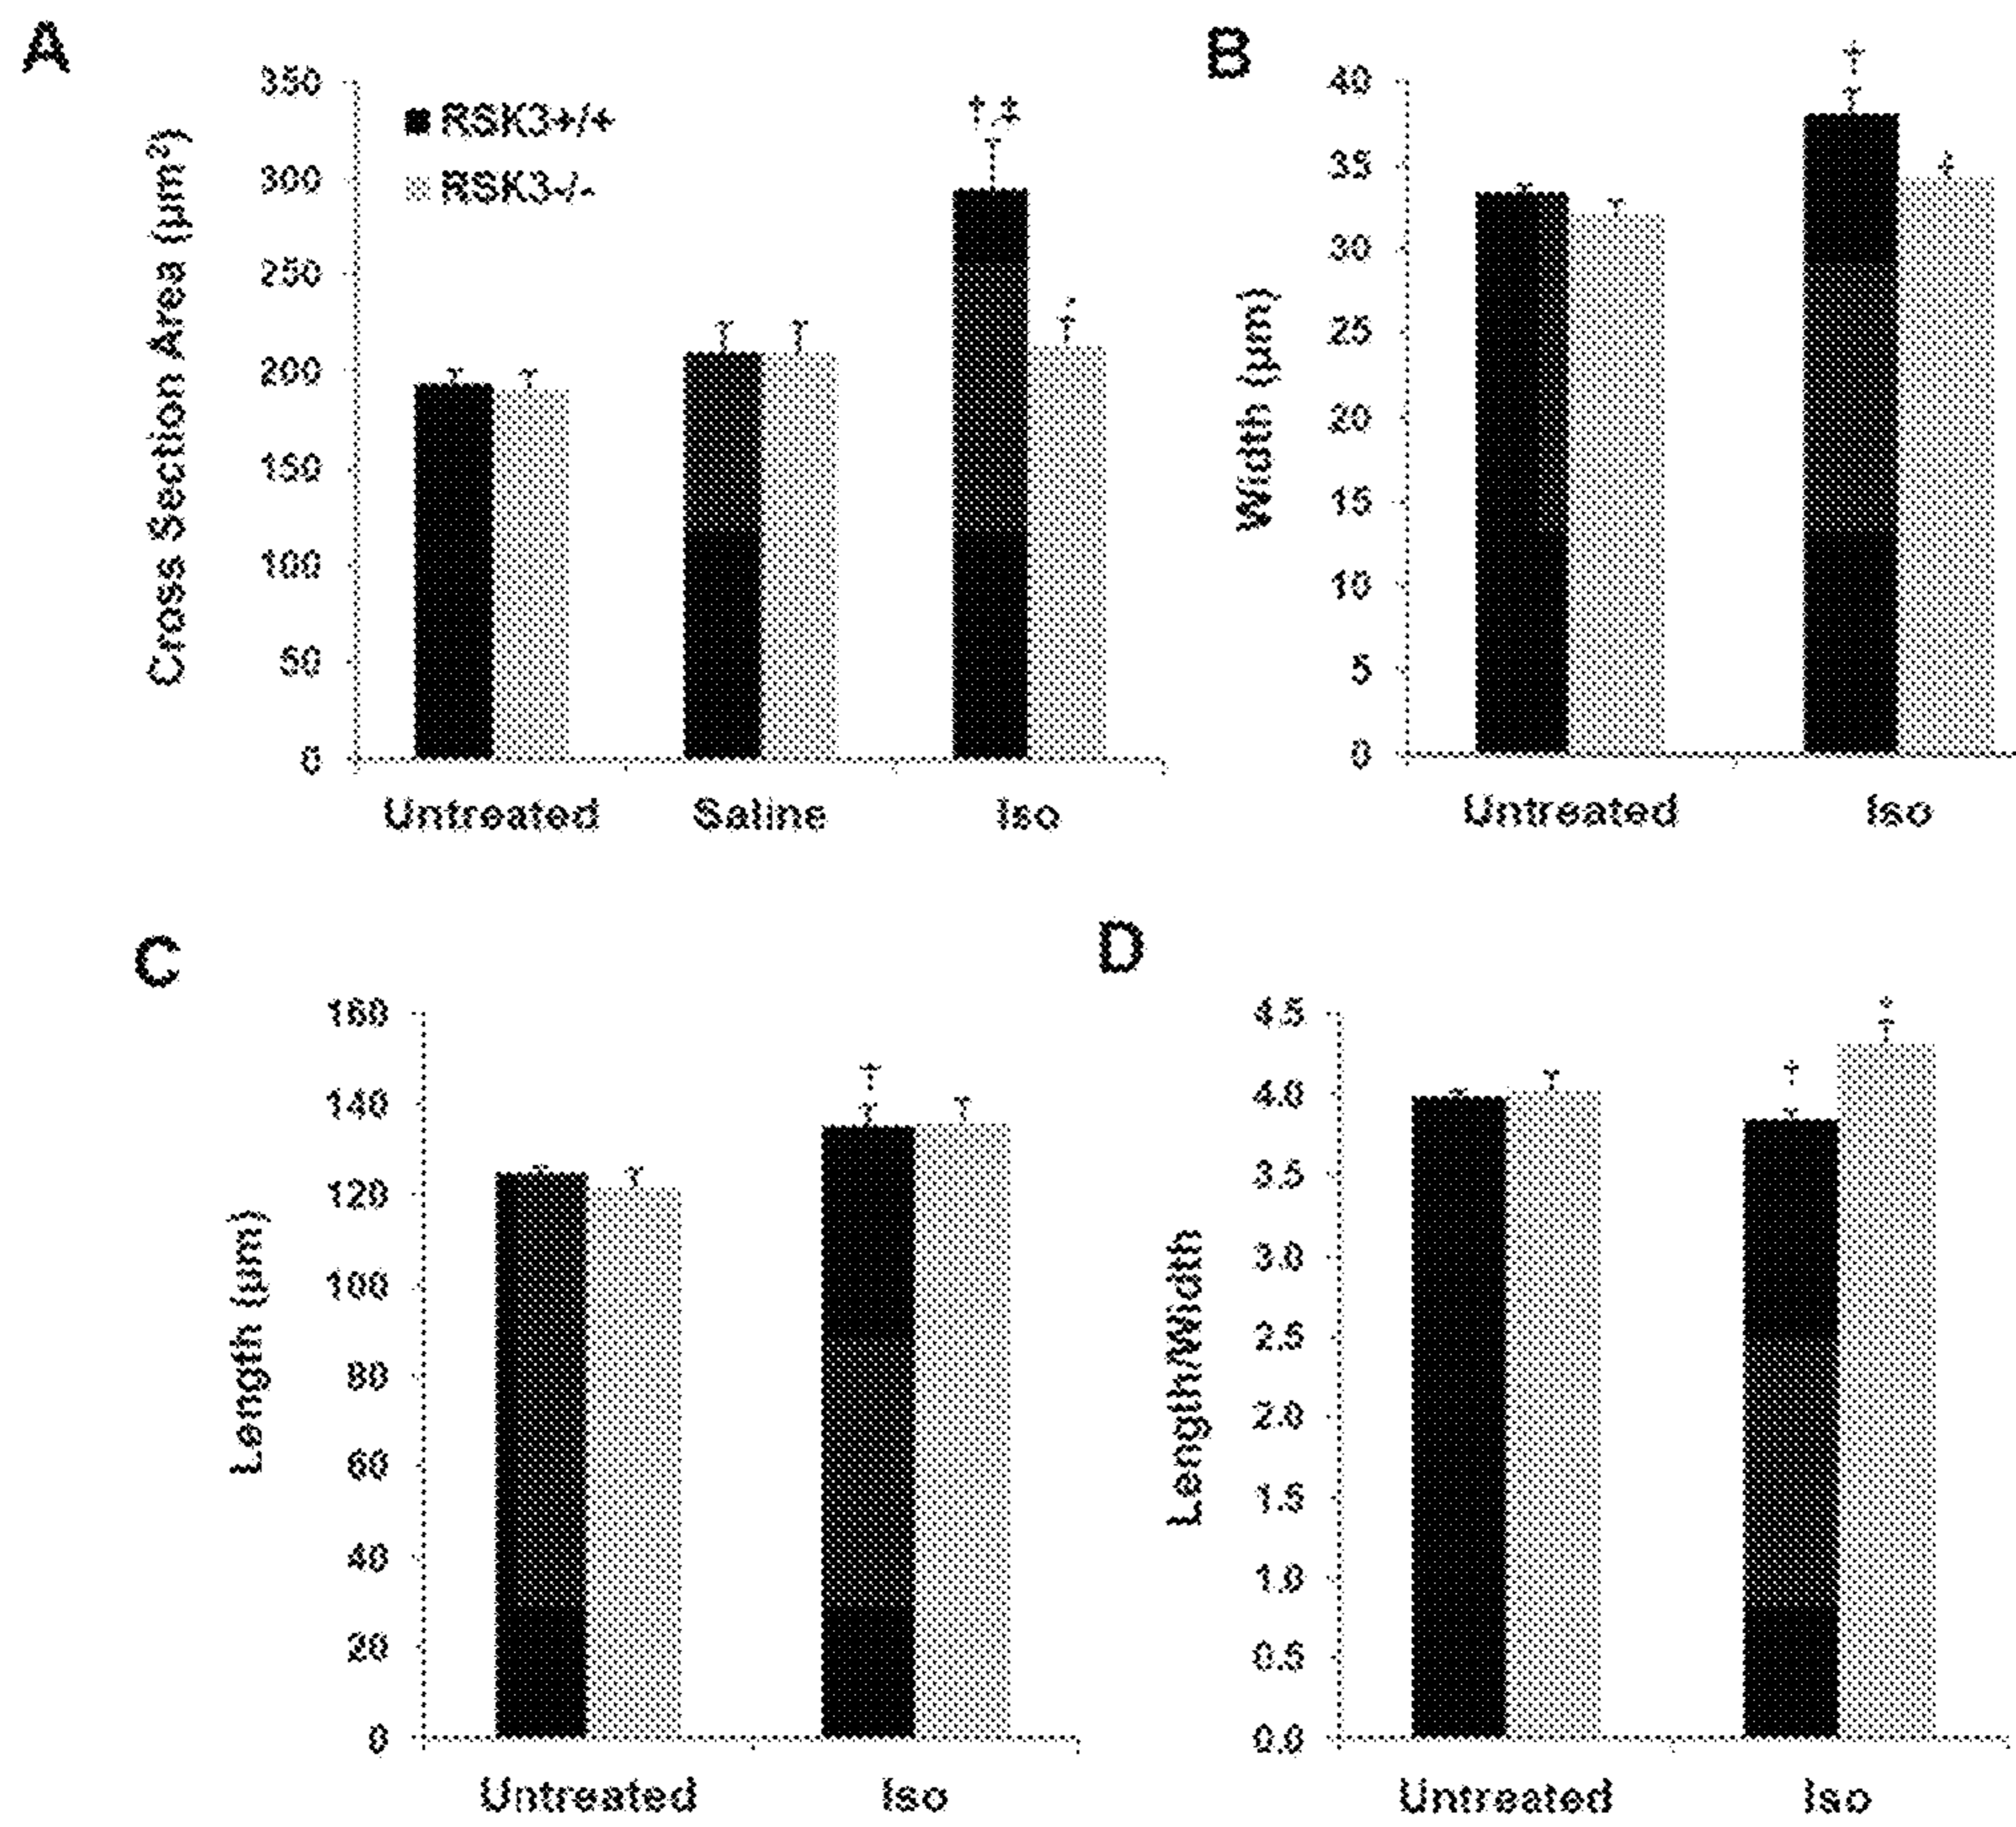 A
Cross Section Area (µm²)
350
300
250
200
150
100
50
0
RSK3+/+
RSK3-/-
†,‡
Untreated Saline Iso
B
Width (µm)
40
35
30
25
20
15
10
5
0
†
Untreated Iso
C
Length (µm)
160
140
120
100
80
60
40
20
0
†
Untreated Iso
D
Length/Width
4.5
4.0
3.5
3.0
2.5
2.0
1.5
1.0
0.5
0.0
†
Untreated Iso